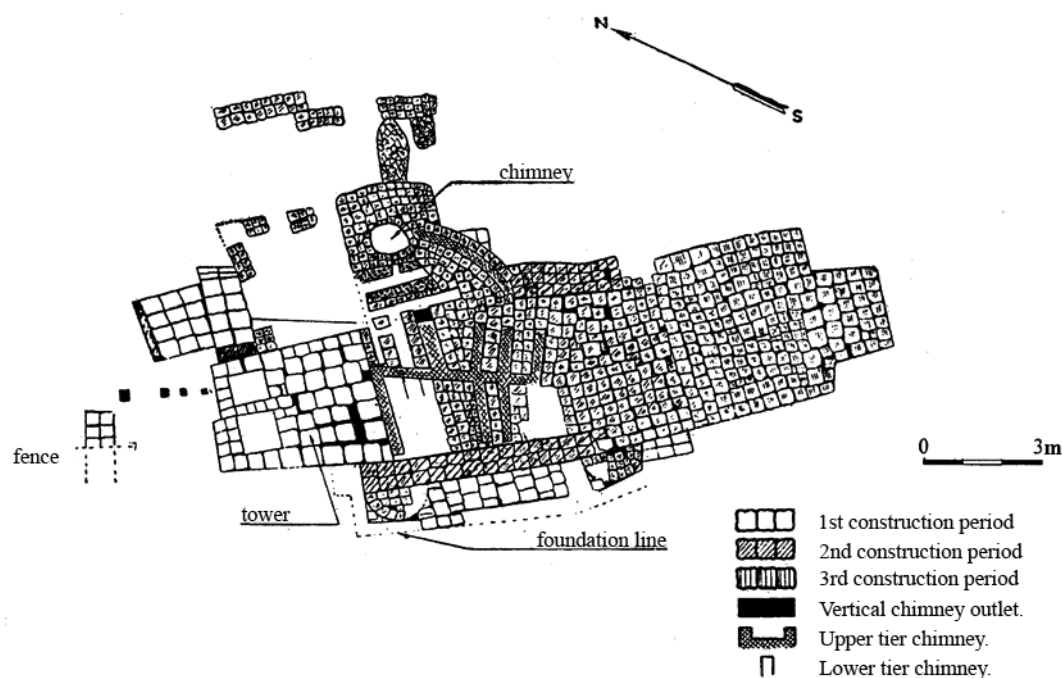 N
S
chimney
fence
0 3m
tower
foundation line
1st construction period
2nd construction period
3rd construction period
Vertical chimney outlet.
Upper tier chimney.
Lower tier chimney.